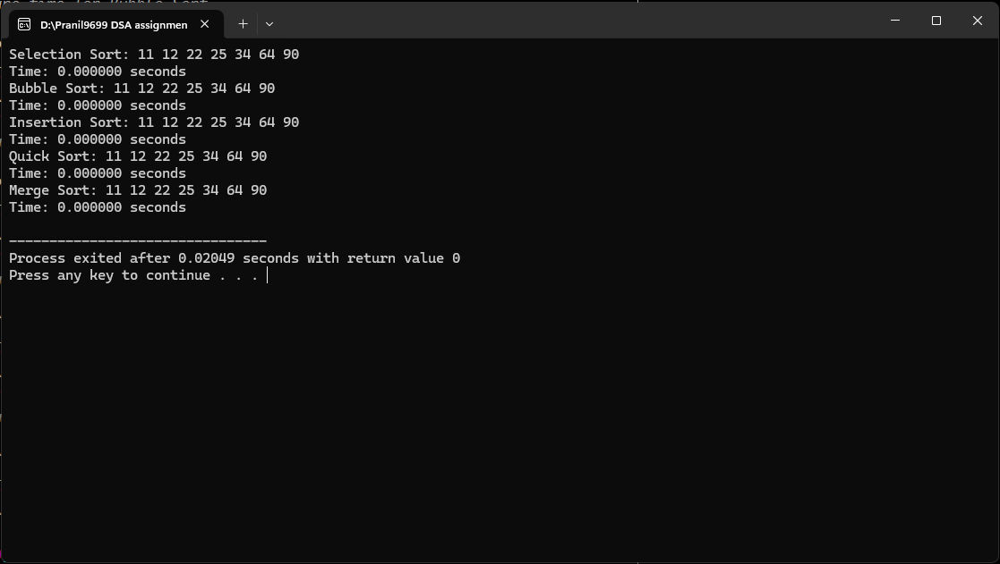 D:\Pranil9699 DSA assignmen
Selection Sort: 11 12 22 25 34 64 90
Time: 0.000000 seconds
Bubble Sort: 11 12 22 25 34 64 90
Time: 0.000000 seconds
Insertion Sort: 11 12 22 25 34 64 90
Time: 0.000000 seconds
Quick Sort: 11 12 22 25 34 64 90
Time: 0.000000 seconds
Merge Sort: 11 12 22 25 34 64 90
Time: 0.000000 seconds
--------------------------------
Process exited after 0.02049 seconds with return value 0
Press any key to continue . . .